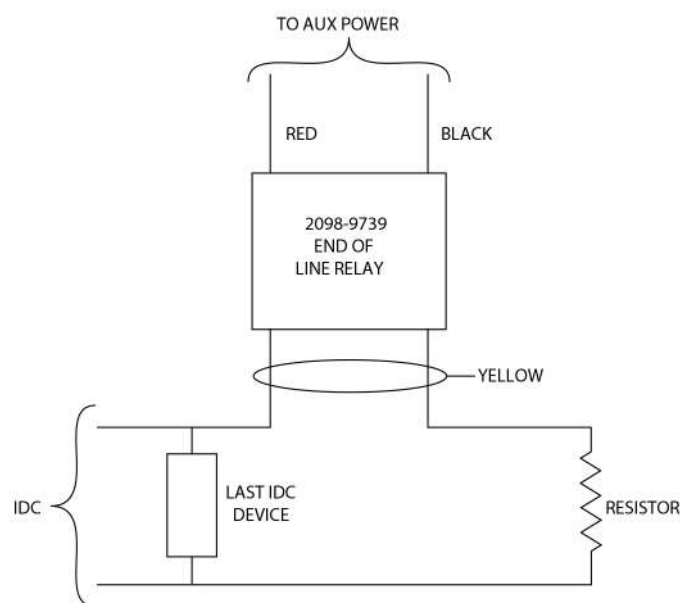 TO AUX POWER
RED
BLACK
2098-9739
END OF
LINE RELAY
YELLOW
IDC
LAST IDC
DEVICE
RESISTOR